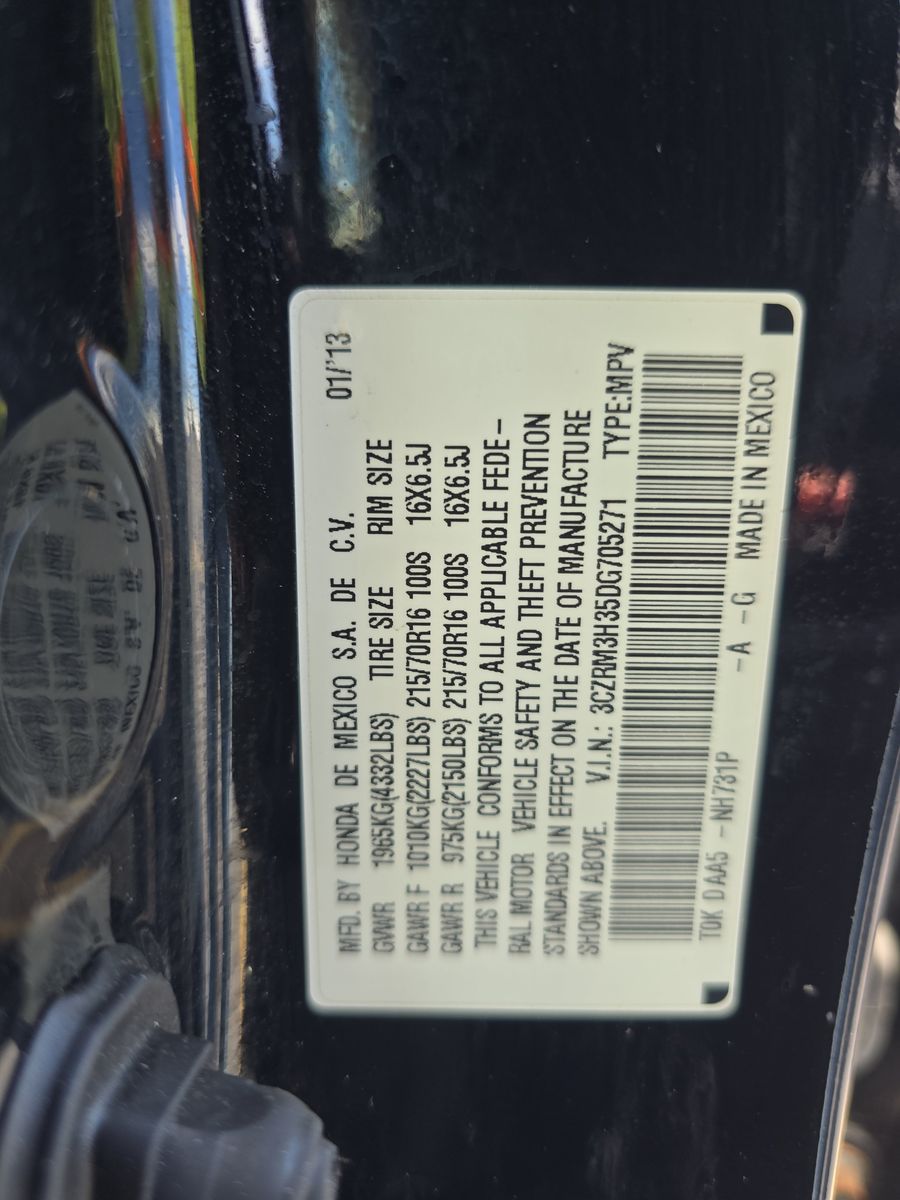 MFD. BY HONDA DE MEXICO S.A. DE C.V. 01/'13
GVWR 1965KG(4332LBS) TIRE SIZE RIM SIZE
GAWR F 1010KG(2227LBS) 215/70R16 100S 16X6.5J
GAWR R 975KG(2150LBS) 215/70R16 100S 16X6.5J
THIS VEHICLE CONFORMS TO ALL APPLICABLE FEDE-
RAL MOTOR VEHICLE SAFETY AND THEFT PREVENTION
STANDARDS IN EFFECT ON THE DATE OF MANUFACTURE
SHOWN ABOVE. V.I.N.: 3CZRM3H35DG705271 TYPE:MPV
T0K D AA5 - NH731P -A -G MADE IN MEXICO